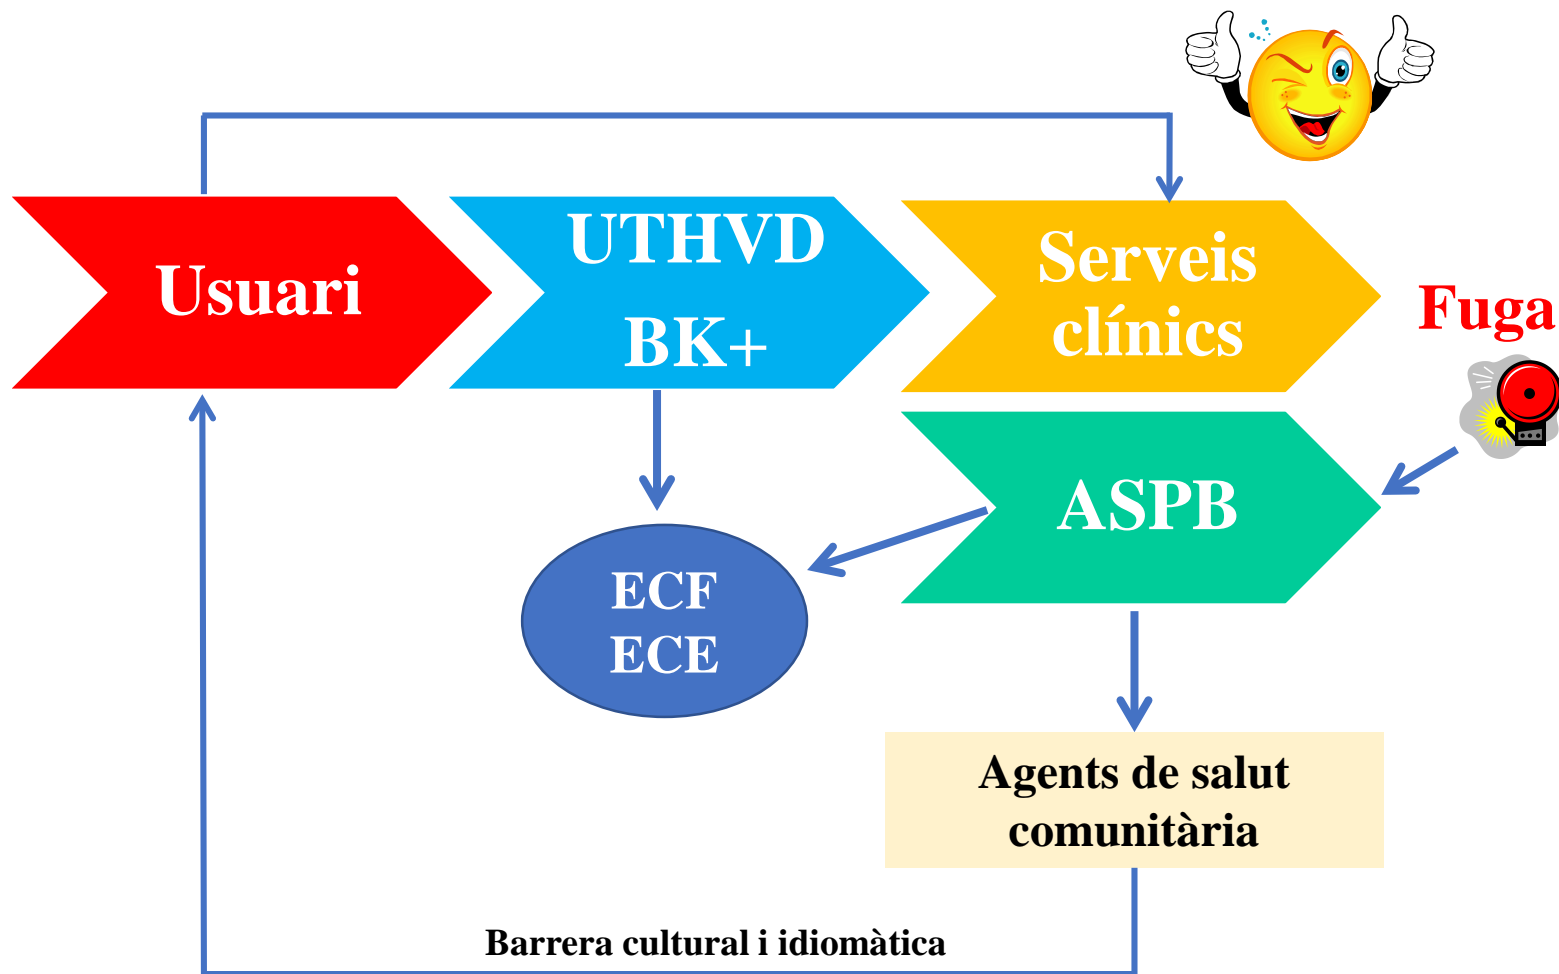 Usuari
UTHVD
BK+
Serveis
clínics
Fuga
ASPB
ECF
ECE
Agents de salut
comunitària
Barrera cultural i idiomàtica